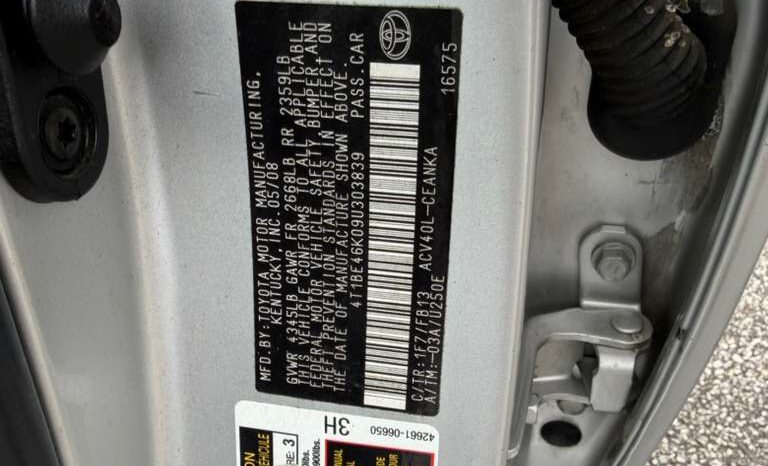 MFD. BY: TOYOTA MOTOR MANUFACTURING,
KENTUCKY, INC. 05/08
GVWR 4345LB GAWR FR 2668LB RR 2359LB
THIS VEHICLE CONFORMS TO ALL APPLICABLE
FEDERAL MOTOR VEHICLE SAFETY, BUMPER, AND
THEFT PREVENTION STANDARDS IN EFFECT ON
THE DATE OF MANUFACTURE SHOWN ABOVE.
4T1BE46K09U303839 PASS. CAR
C/TR: 1F7/FB13 ACV40L-CEANKA
A/TM: -03A/U250E 16575
3H
42661-06650